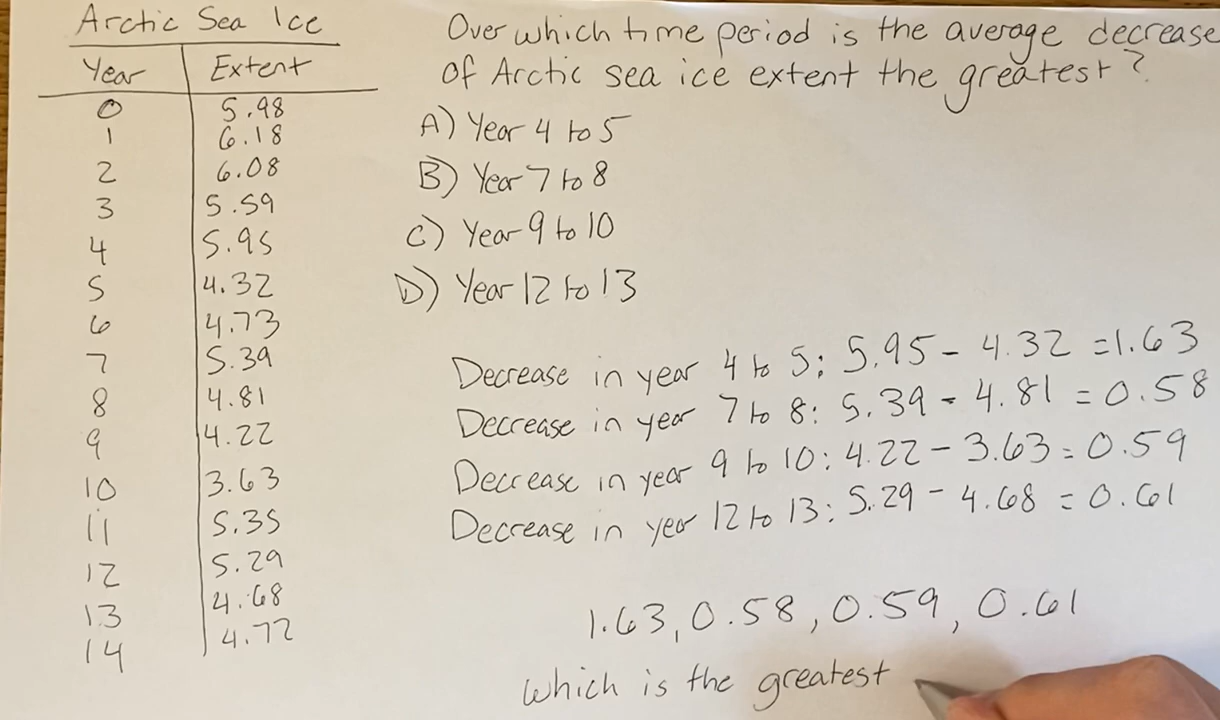 Arctic Sea Ice
Year Extent
0 5.98
1 6.18
2 6.08
3 5.59
4 5.95
5 4.32
6 4.73
7 5.39
8 4.81
9 4.22
10 3.63
11 5.35
12 5.29
13 4.68
14 4.72
Over which time period is the average decrease
of Arctic sea ice extent the greatest?
A) Year 4 to 5
B) Year 7 to 8
C) Year 9 to 10
D) Year 12 to 13
Decrease in year 4 to 5: 5.95 - 4.32 = 1.63
Decrease in year 7 to 8: 5.39 - 4.81 = 0.58
Decrease in year 9 to 10: 4.22 - 3.63 = 0.59
Decrease in year 12 to 13: 5.29 - 4.68 = 0.61
1.63, 0.58, 0.59, 0.61
which is the greatest